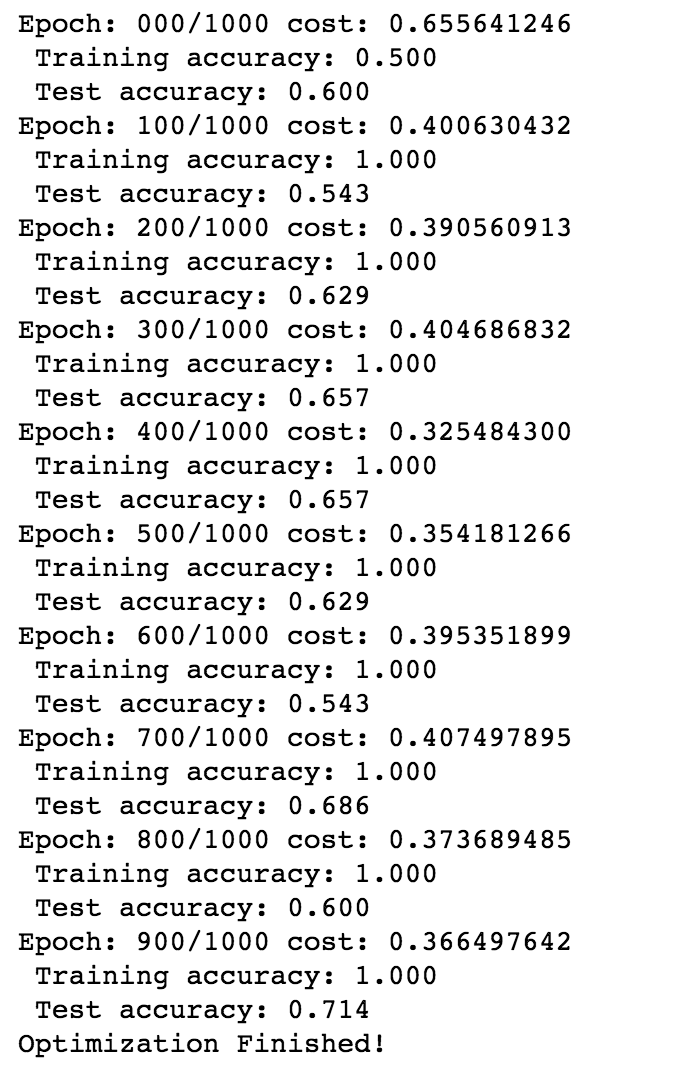 Epoch: 000/1000 cost: 0.655641246
Training accuracy: 0.500
Test accuracy: 0.600
Epoch: 100/1000 cost: 0.400630432
Training accuracy: 1.000
Test accuracy: 0.543
Epoch: 200/1000 cost: 0.390560913
Training accuracy: 1.000
Test accuracy: 0.629
Epoch: 300/1000 cost: 0.404686832
Training accuracy: 1.000
Test accuracy: 0.657
Epoch: 400/1000 cost: 0.325484300
Training accuracy: 1.000
Test accuracy: 0.657
Epoch: 500/1000 cost: 0.354181266
Training accuracy: 1.000
Test accuracy: 0.629
Epoch: 600/1000 cost: 0.395351899
Training accuracy: 1.000
Test accuracy: 0.543
Epoch: 700/1000 cost: 0.407497895
Training accuracy: 1.000
Test accuracy: 0.686
Epoch: 800/1000 cost: 0.373689485
Training accuracy: 1.000
Test accuracy: 0.600
Epoch: 900/1000 cost: 0.366497642
Training accuracy: 1.000
Test accuracy: 0.714
Optimization Finished!